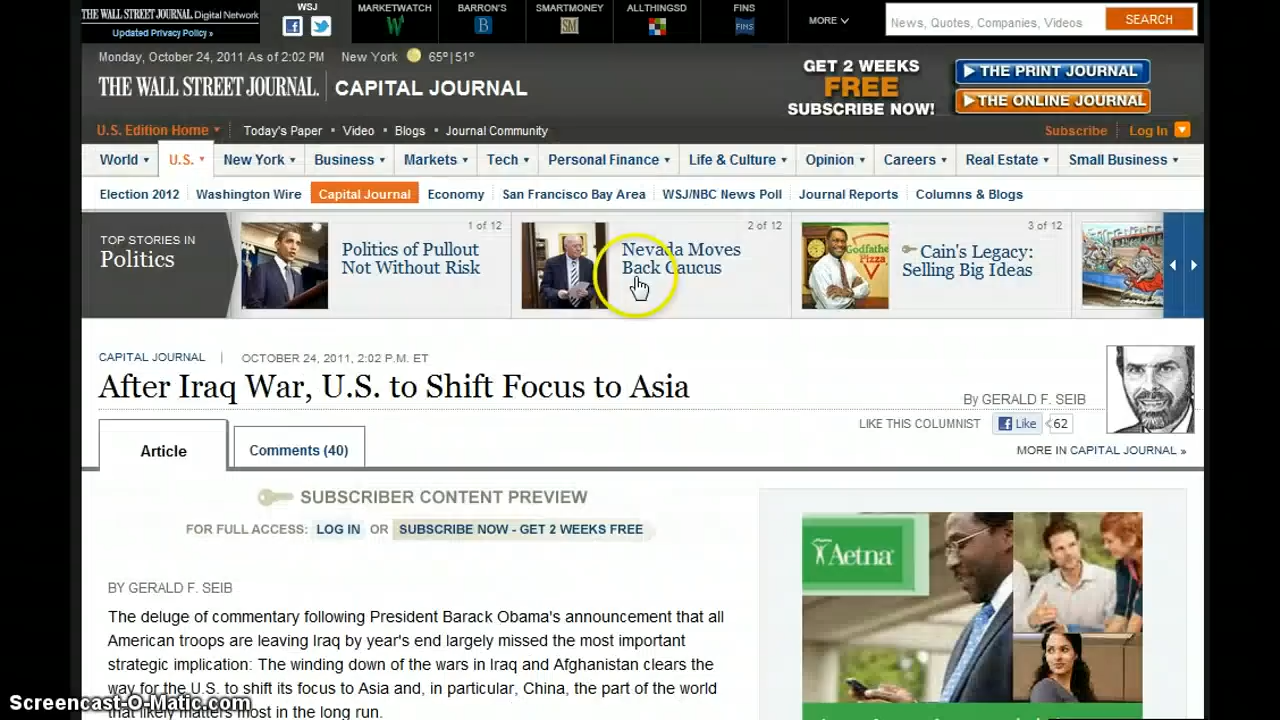 THE WALL STREET JOURNAL. Digital Network
Updated Privacy Policy »
WSJ
MARKETWATCH
BARRON'S
SMARTMONEY
ALLTHINGSD
FINS
MORE
News, Quotes, Companies, Videos
SEARCH
W
B
SM
FINS
Monday, October 24, 2011 As of 2:02 PM New York 65º|51º
THE WALL STREET JOURNAL. CAPITAL JOURNAL
GET 2 WEEKS
FREE
SUBSCRIBE NOW!
THE PRINT JOURNAL
THE ONLINE JOURNAL
U.S. Edition Home Today's Paper • Video • Blogs • Journal Community
Subscribe Log In
World U.S. New York Business Markets Tech Personal Finance Life & Culture Opinion Careers Real Estate Small Business
Election 2012 Washington Wire Capital Journal Economy San Francisco Bay Area WSJ/NBC News Poll Journal Reports Columns & Blogs
TOP STORIES IN
Politics
1 of 12
Politics of Pullout
Not Without Risk
2 of 12
Nevada Moves
Back Caucus
3 of 12
Cain's Legacy:
Selling Big Ideas
Godfather
Pizza
CAPITAL JOURNAL | OCTOBER 24, 2011, 2:02 P.M. ET
After Iraq War, U.S. to Shift Focus to Asia
By GERALD F. SEIB
LIKE THIS COLUMNIST Like 62
MORE IN CAPITAL JOURNAL »
Article
Comments (40)
SUBSCRIBER CONTENT PREVIEW
FOR FULL ACCESS: LOG IN OR SUBSCRIBE NOW - GET 2 WEEKS FREE
BY GERALD F. SEIB
The deluge of commentary following President Barack Obama's announcement that all
American troops are leaving Iraq by year's end largely missed the most important
strategic implication: The winding down of the wars in Iraq and Afghanistan clears the
way for the U.S. to shift its focus to Asia and, in particular, China, the part of the world
that likely matters most in the long run.
Aetna
Screencast-O-Matic.com